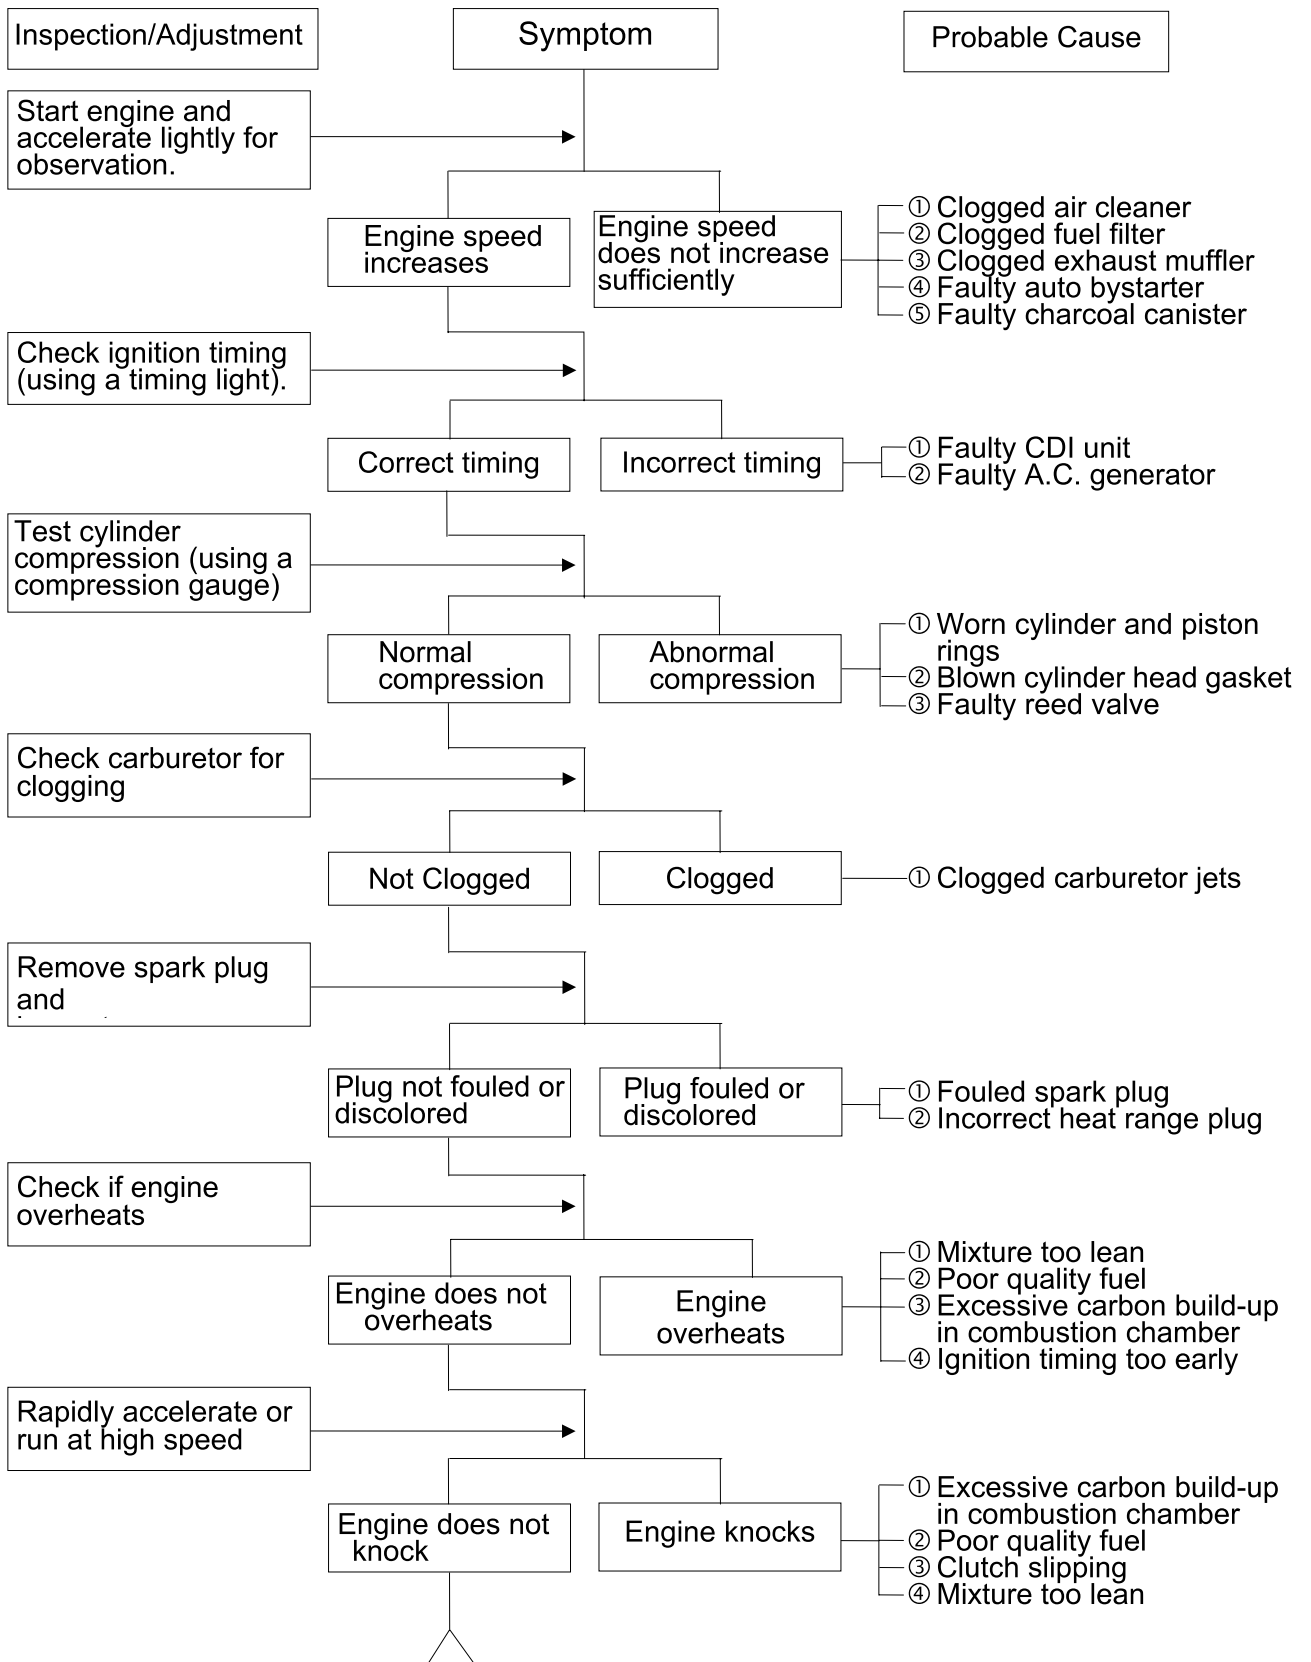 Inspection/Adjustment
Symptom
Probable Cause
Start engine and
accelerate lightly for
observation.
Engine speed
increases
Engine speed
does not increase
sufficiently
① Clogged air cleaner
② Clogged fuel filter
③ Clogged exhaust muffler
④ Faulty auto bystarter
⑤ Faulty charcoal canister
Check ignition timing
(using a timing light).
Correct timing
Incorrect timing
① Faulty CDI unit
② Faulty A.C. generator
Test cylinder
compression (using a
compression gauge)
Normal
compression
Abnormal
compression
① Worn cylinder and piston
rings
② Blown cylinder head gasket
③ Faulty reed valve
Check carburetor for
clogging
Not Clogged
Clogged
① Clogged carburetor jets
Remove spark plug
and
Plug not fouled or
discolored
Plug fouled or
discolored
① Fouled spark plug
② Incorrect heat range plug
Check if engine
overheats
Engine does not
overheats
Engine
overheats
① Mixture too lean
② Poor quality fuel
③ Excessive carbon build-up
in combustion chamber
④ Ignition timing too early
Rapidly accelerate or
run at high speed
Engine does not
knock
Engine knocks
① Excessive carbon build-up
in combustion chamber
② Poor quality fuel
③ Clutch slipping
④ Mixture too lean